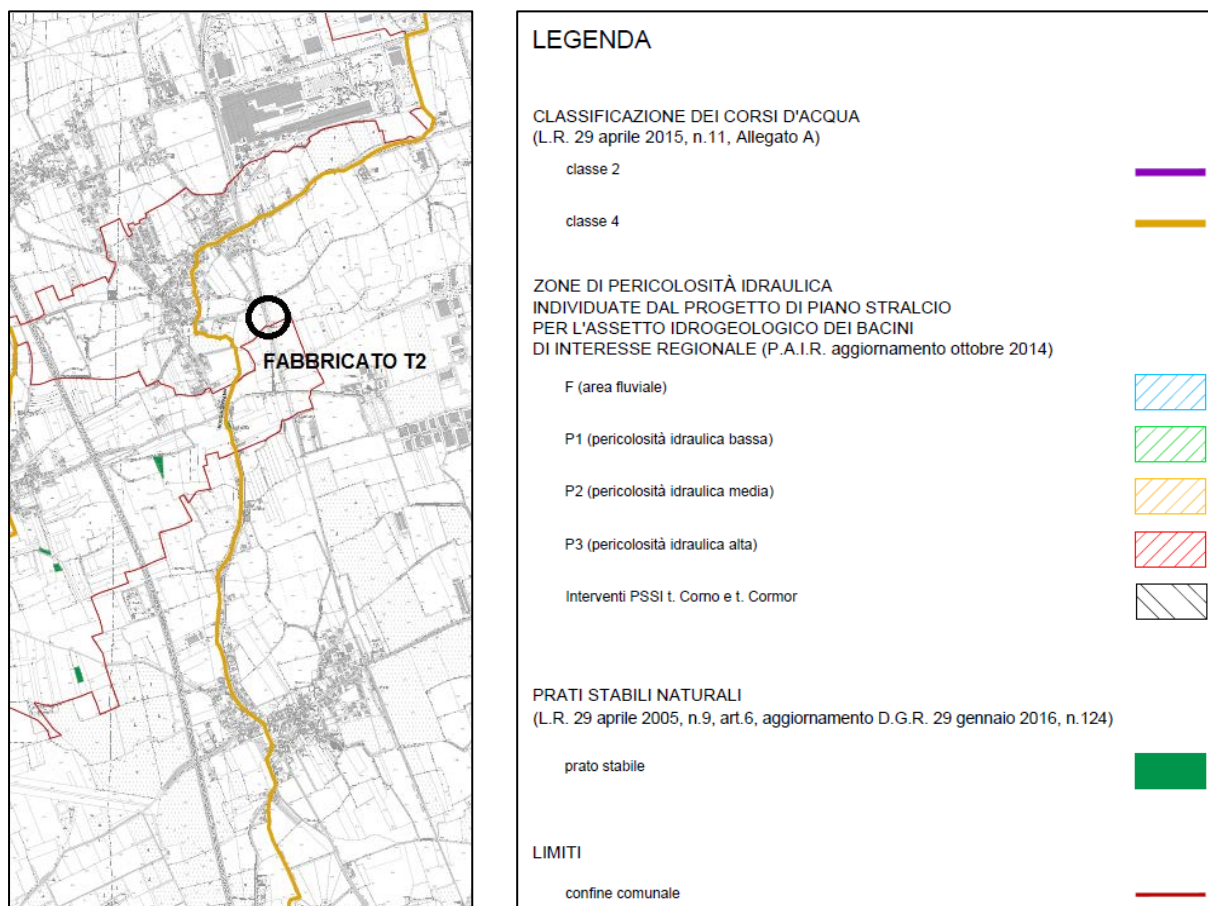 FABBRICATO T2
LEGENDA
CLASSIFICAZIONE DEI CORSI D'ACQUA
(L.R. 29 aprile 2015, n.11, Allegato A)
classe 2
classe 4
ZONE DI PERICOLOSITÀ IDRAULICA
INDIVIDUATE DAL PROGETTO DI PIANO STRALCIO
PER L'ASSETTO IDROGEOLOGICO DEI BACINI
DI INTERESSE REGIONALE (P.A.I.R. aggiornamento ottobre 2014)
F (area fluviale)
P1 (pericolosità idraulica bassa)
P2 (pericolosità idraulica media)
P3 (pericolosità idraulica alta)
Interventi PSSI t. Corno e t. Cormor
PRATI STABILI NATURALI
(L.R. 29 aprile 2005, n.9, art.6, aggiornamento D.G.R. 29 gennaio 2016, n.124)
prato stabile
LIMITI
confine comunale